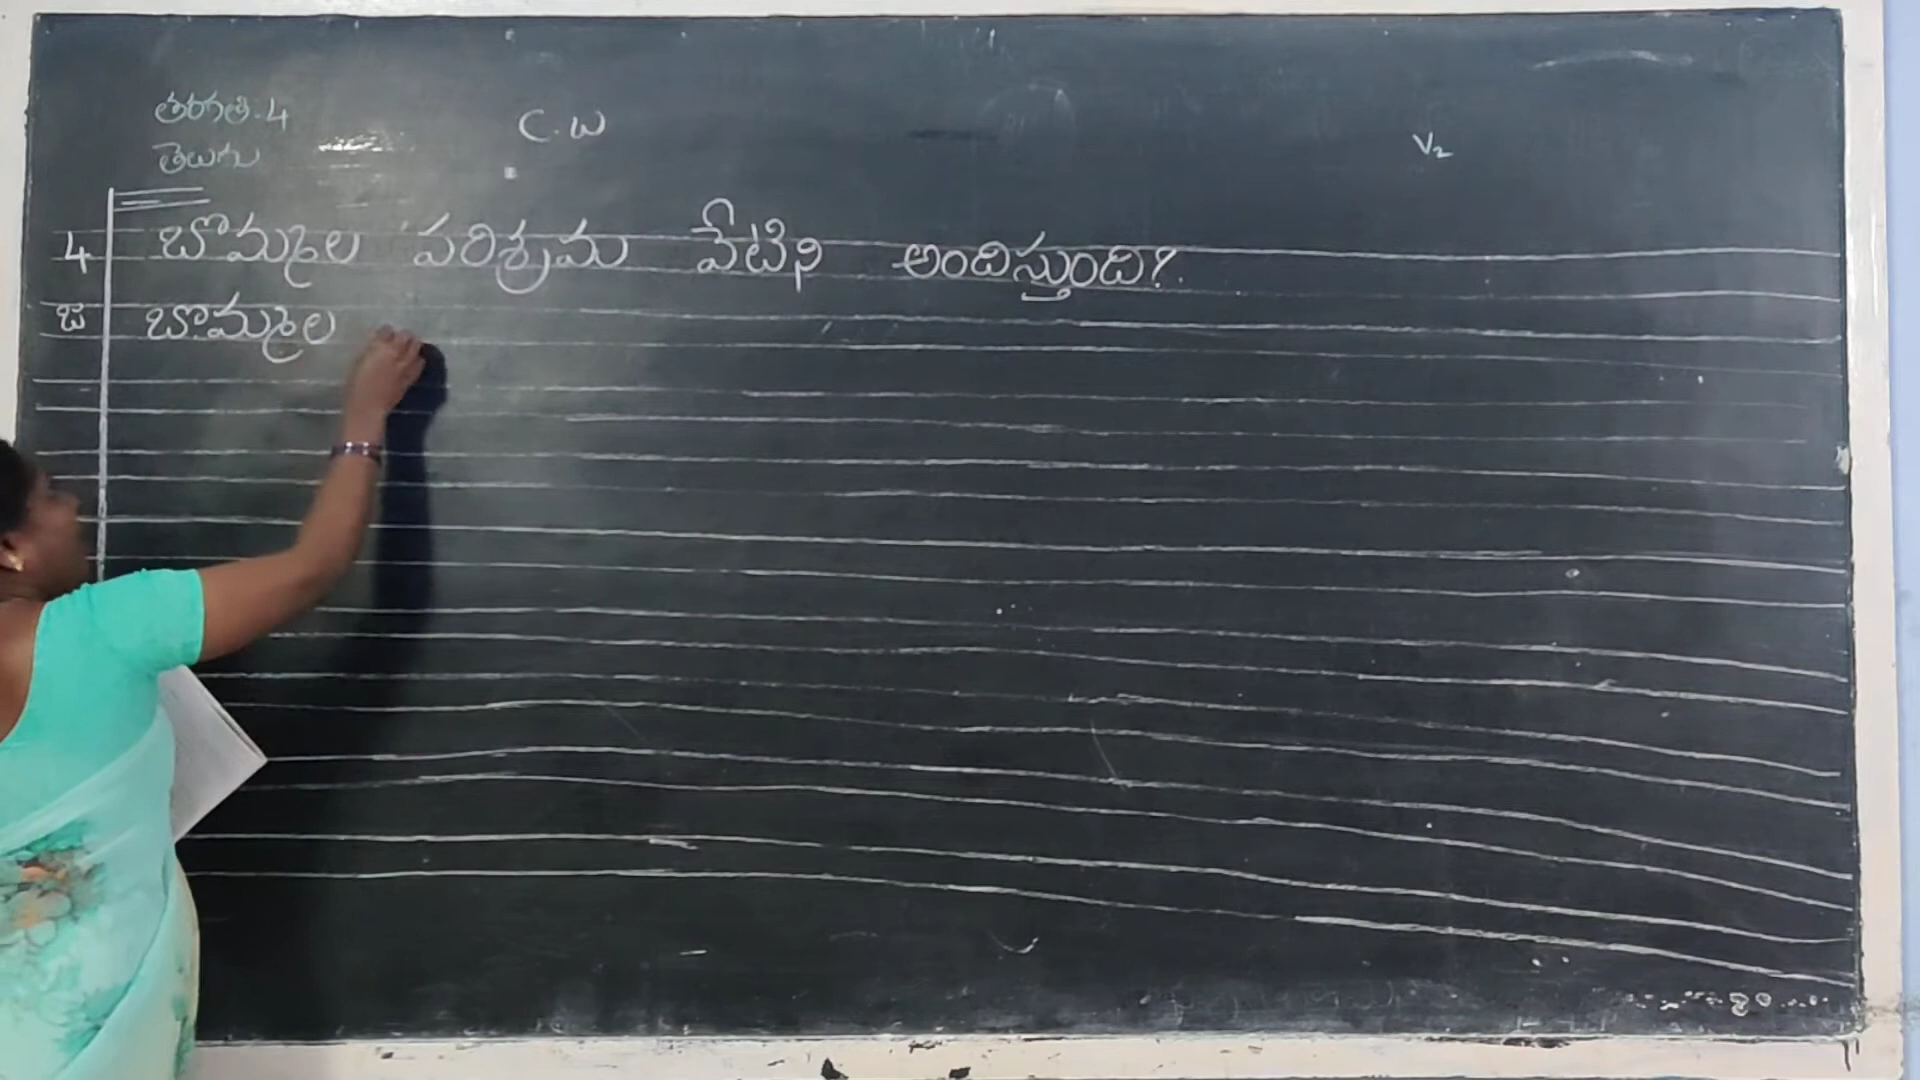 తరగతి.4
C.W
V2
తెలుగు
4 బొమ్మల పరిశ్రమ వేటిని అందిస్తుంది?
జ బొమ్మల